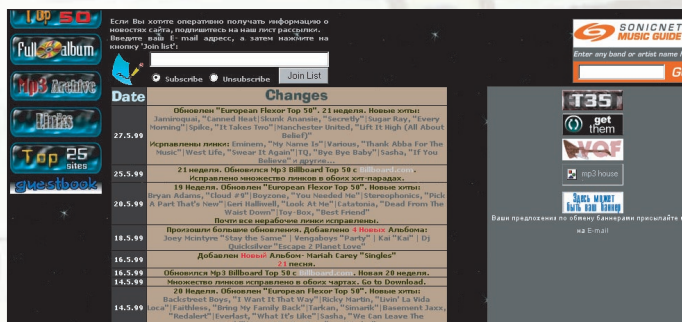 Top 50
Full album
Mp3 Archive
Links
Top 25
sites
guestbook
Если Вы хотите оперативно получать информацию о
новостях сайта, подпишитесь на наш лист рассылки.
Введите ваш E-mail адресс, а затем нажмите на
кнопку 'Join list':
Subscribe Unsubscribe Join List
Date Changes
27.5.99
Обновлен "European Flexor Top 50". 21 неделя. Новые хиты:
Jamiroquai, "Canned Heat|Skunk Anansie, "Secretly"|Sugar Ray, "Every
Morning"|Spike, "It Takes Two"|Manchester United, "Lift It High (All About
Belief)"
Исправлены линки: Eminem, "My Name Is"|Various, "Thank Abba For The
Music"|West Life, "Swear It Again"|TQ, "Bye Bye Baby"|Sasha, "If You
Believe" и другие...
25.5.99
21 неделя. Обновился Mp3 Billboard Top 50 с Billboard.com.
Исправлено множество линков в обоих хит парадах.
20.5.99
19 Неделя. Обновлен "European Flexor Top 50". Новые хиты:
Bryan Adams, "Cloud #9"|Boyzone, "You Needed Me"|Stereophonics, "Pick
A Part That's New"|Geri Halliwell, "Look At Me"|Catatonia, "Dead From The
Waist Down"|Toy-Box, "Best Friend"
Почти все нерабочие линки исправлены.
18.5.99
Произошли большие обновления. Добавлено 4 Новых Альбома:
Joey Mcintyre "Stay the Same" | Vengaboys "Party" | Kai "Kai" | Dj
Quicksilver "Escape 2 Planet Love"
16.5.99
Добавлен Новый Альбом- Mariah Carey "Singles"
21 песня.
16.5.99 Обновился Mp3 Billboard Top 50 с Billboard.com. Новая 20 неделя.
14.5.99 Множество линков исправлено в обоих чартах. Go to Download.
14.5.99
20 Неделя. Обновлен "European Flexor Top 50". Новые хиты:
Backstreet Boys, "I Want It That Way"|Ricky Martin, "Livin' La Vida
Loca"|Faithless, "Bring My Family Back"|Tarkan, "Simarik"|Basement Jaxx,
"Redalert"|Everlast, "What It's Like"|Sasha, "We Can Leave The
SONICNET
MUSIC GUIDE
Enter any band or artist name
T35
get
them
mp3 house
Здесь может
быть ваш баннер
Ваши предложения по обмену баннерами присылайте
на E-mail